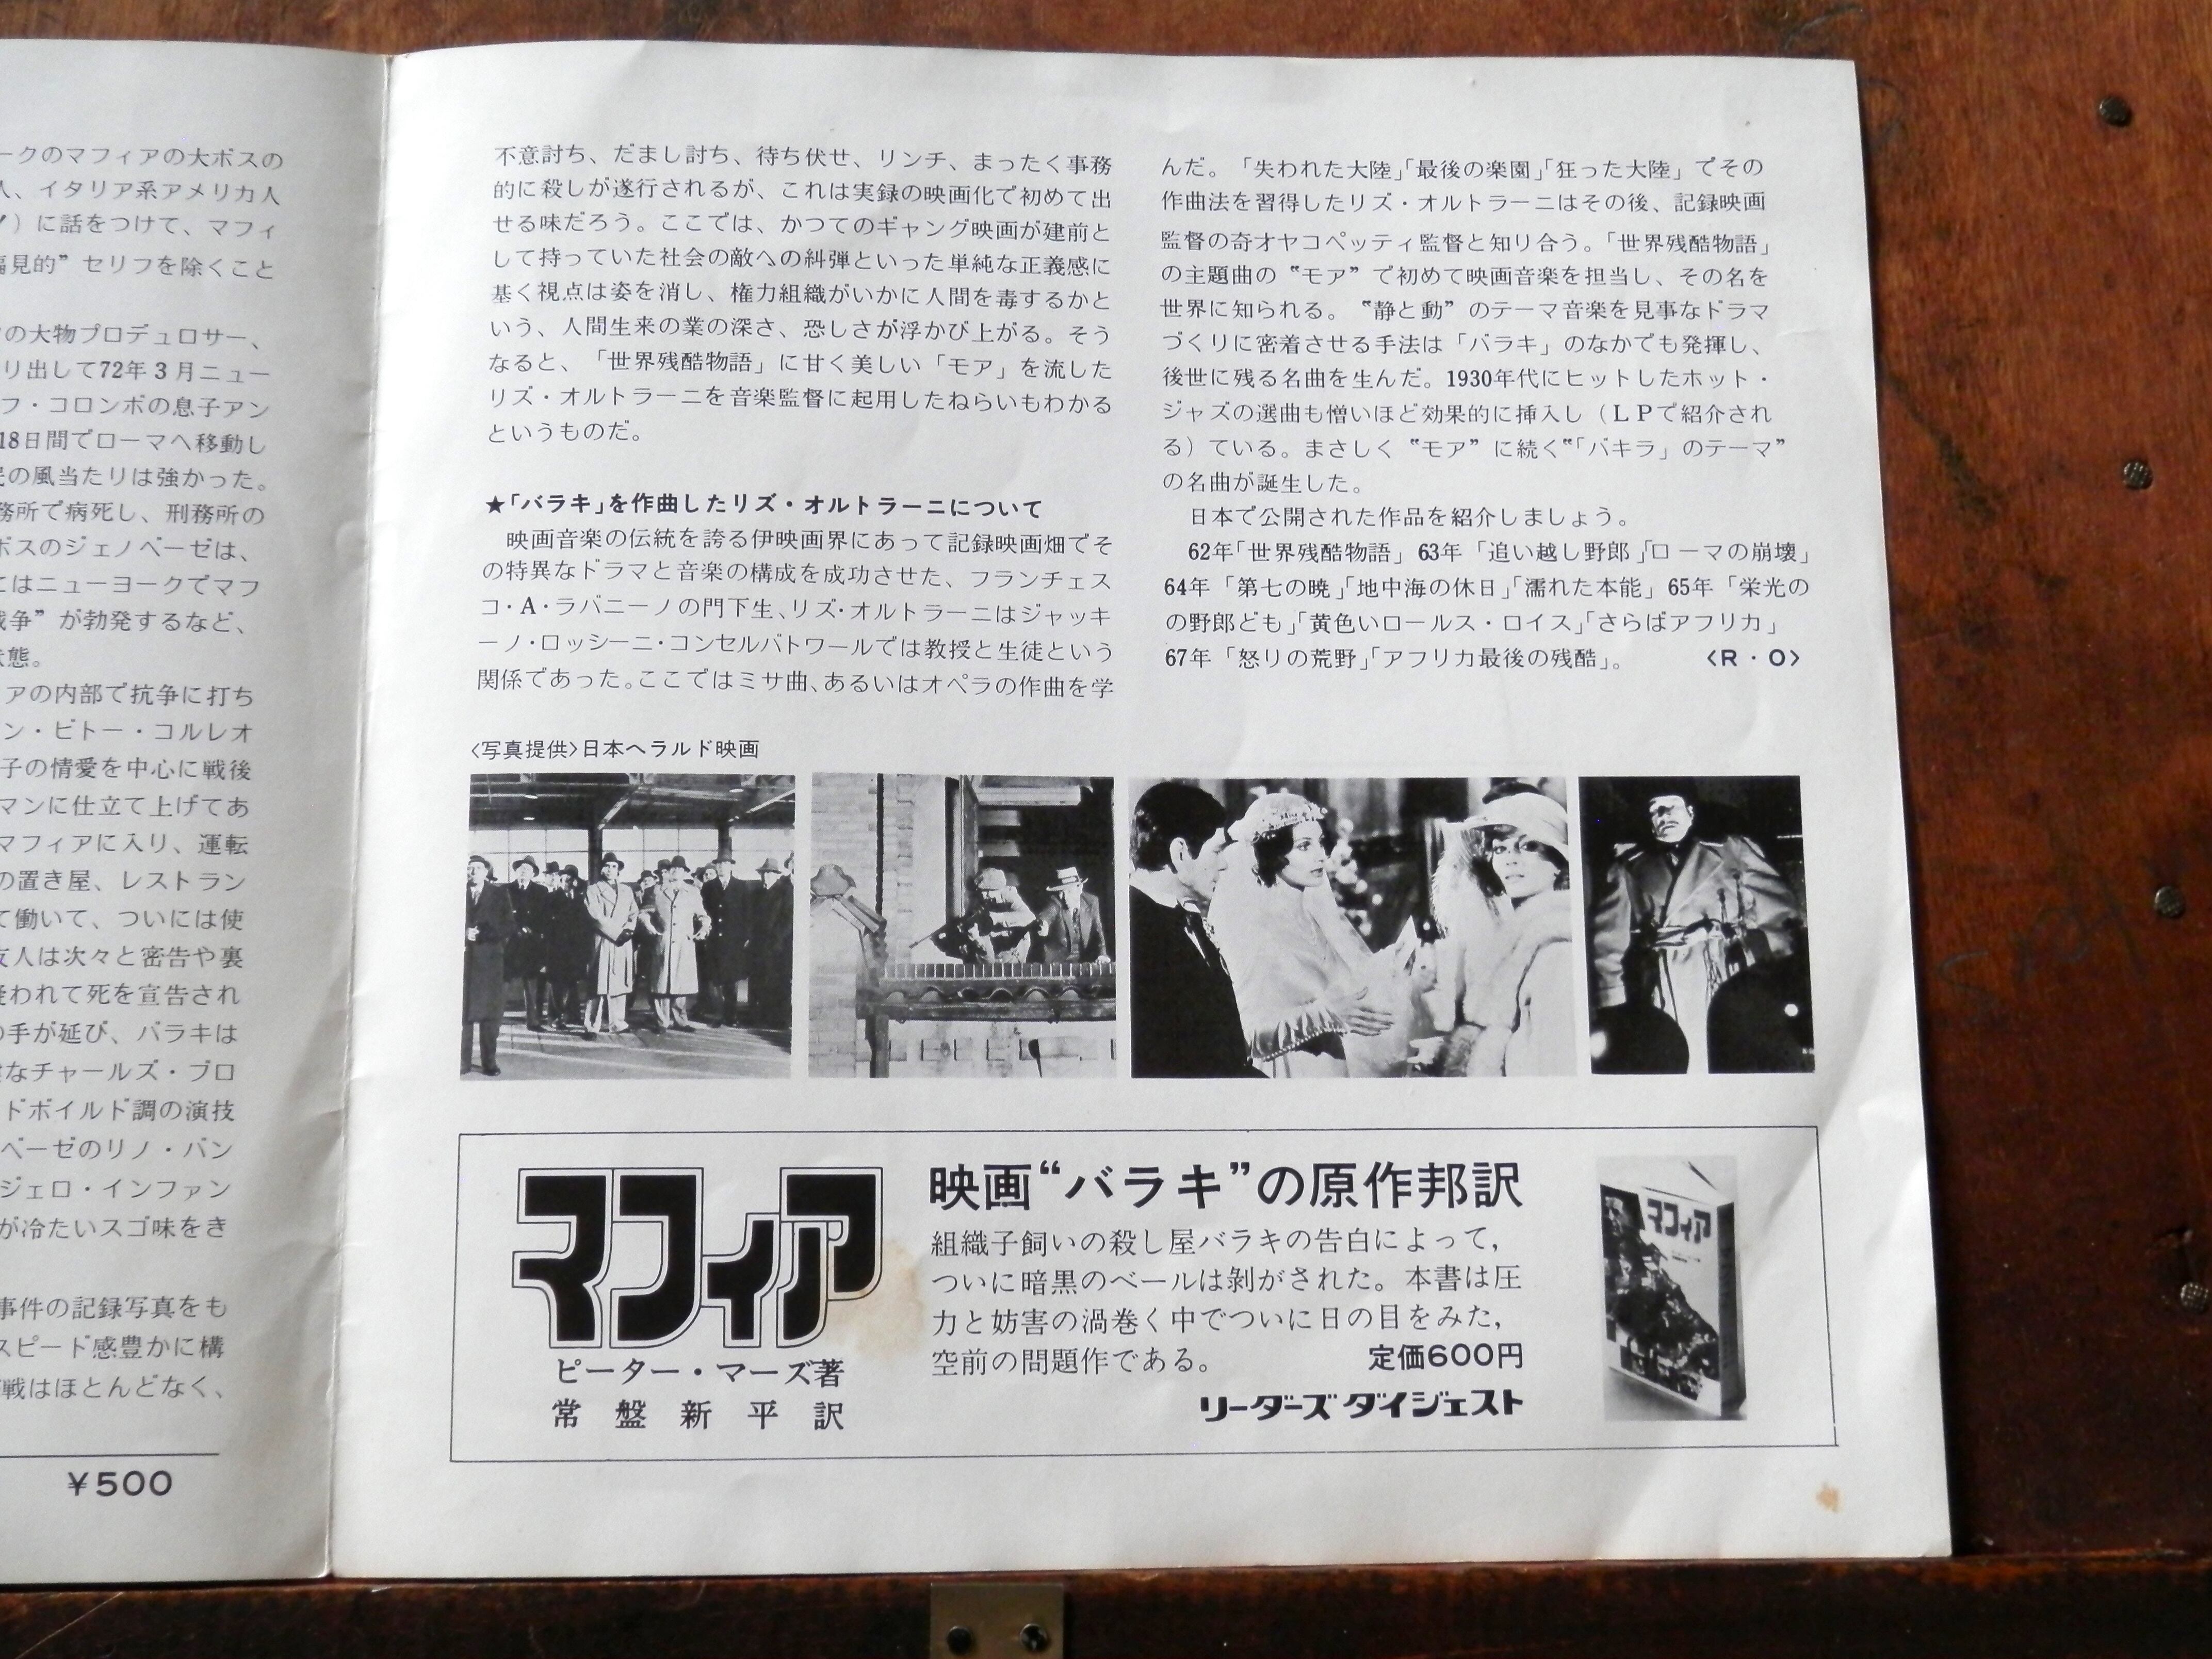 ークのマフィアの大ボスの
人、イタリア系アメリカ人
）に話をつけて、マフィ
偏見的”セリフを除くこと
の大物プロデュロサー、
り出して72年3月ニュー
フ・コロンボの息子アン
18日間でローマへ移動し
の風当たりは強かった。
務所で病死し、刑務所の
ボスのジェノベーゼは、
にはニューヨークでマフ
戦争”が勃発するなど、
態。
アの内部で抗争に打ち
ン・ビトー・コルレオ
子の情愛を中心に戦後
マンに仕立て上げてあ
マフィアに入り、運転
の置き屋、レストラン
て働いて、ついには使
友人は次々と密告や裏
われて死を宣告され
の手が延び、バラキは
なチャールズ・ブロ
ドボイルド調の演技
ベーゼのリノ・バン
ジェロ・インファン
が冷たいスゴ味をき
事件の記録写真をも
スピード感豊かに構
戦はほとんどなく、
￥500
不意討ち、だまし討ち、待ち伏せ、リンチ、まったく事務
的に殺しが遂行されるが、これは実録の映画化で初めて出
せる味だろう。ここでは、かつてのギャング映画が建前と
して持っていた社会の敵への糾弾といった単純な正義感に
基く視点は姿を消し、権力組織がいかに人間を毒するかと
いう、人間生来の業の深さ、恐しさが浮かび上がる。そう
なると、「世界残酷物語」に甘く美しい「モア」を流した
リズ・オルトラーニを音楽監督に起用したねらいもわかる
というものだ。
★「バラキ」を作曲したリズ・オルトラーニについて
映画音楽の伝統を誇る伊映画界にあって記録映画畑でそ
の特異なドラマと音楽の構成を成功させた、フランチェス
コ・A・ラバニーノの門下生、リズ・オルトラーニはジャッキ
ーノ・ロッシーニ・コンセルバトワールでは教授と生徒という
関係であった。ここではミサ曲、あるいはオペラの作曲を学
んだ。「失われた大陸」「最後の楽園」「狂った大陸」でその
作曲法を習得したリズ・オルトラーニはその後、記録映画
監督の奇才ヤコペッティ監督と知り合う。「世界残酷物語」
の主題曲の“モア”で初めて映画音楽を担当し、その名を
世界に知られる。“静と動”のテーマ音楽を見事なドラマ
づくりに密着させる手法は「バラキ」のなかでも発揮し、
後世に残る名曲を生んだ。1930年代にヒットしたホット・
ジャズの選曲も憎いほど効果的に挿入し（LPで紹介され
る）ている。まさしく“モア”に続く“「バキラ」のテーマ”
の名曲が誕生した。
日本で公開された作品を紹介しましょう。
62年「世界残酷物語」63年「追い越し野郎」「ローマの崩壊」
64年「第七の暁」「地中海の休日」「濡れた本能」65年「栄光の
の野郎ども」「黄色いロールス・ロイス」「さらばアフリカ」
67年「怒りの荒野」「アフリカ最後の残酷」。 〈R・O〉
〈写真提供〉日本ヘラルド映画
マフィア
ピーター・マーズ著
常盤新平訳
映画“バラキ”の原作邦訳
組織子飼いの殺し屋バラキの告白によって，
ついに暗黒のベールは剝がされた。本書は圧
力と妨害の渦巻く中でついに日の目をみた，
空前の問題作である。 定価600円
リーダーズ ダイジェスト
マフィア